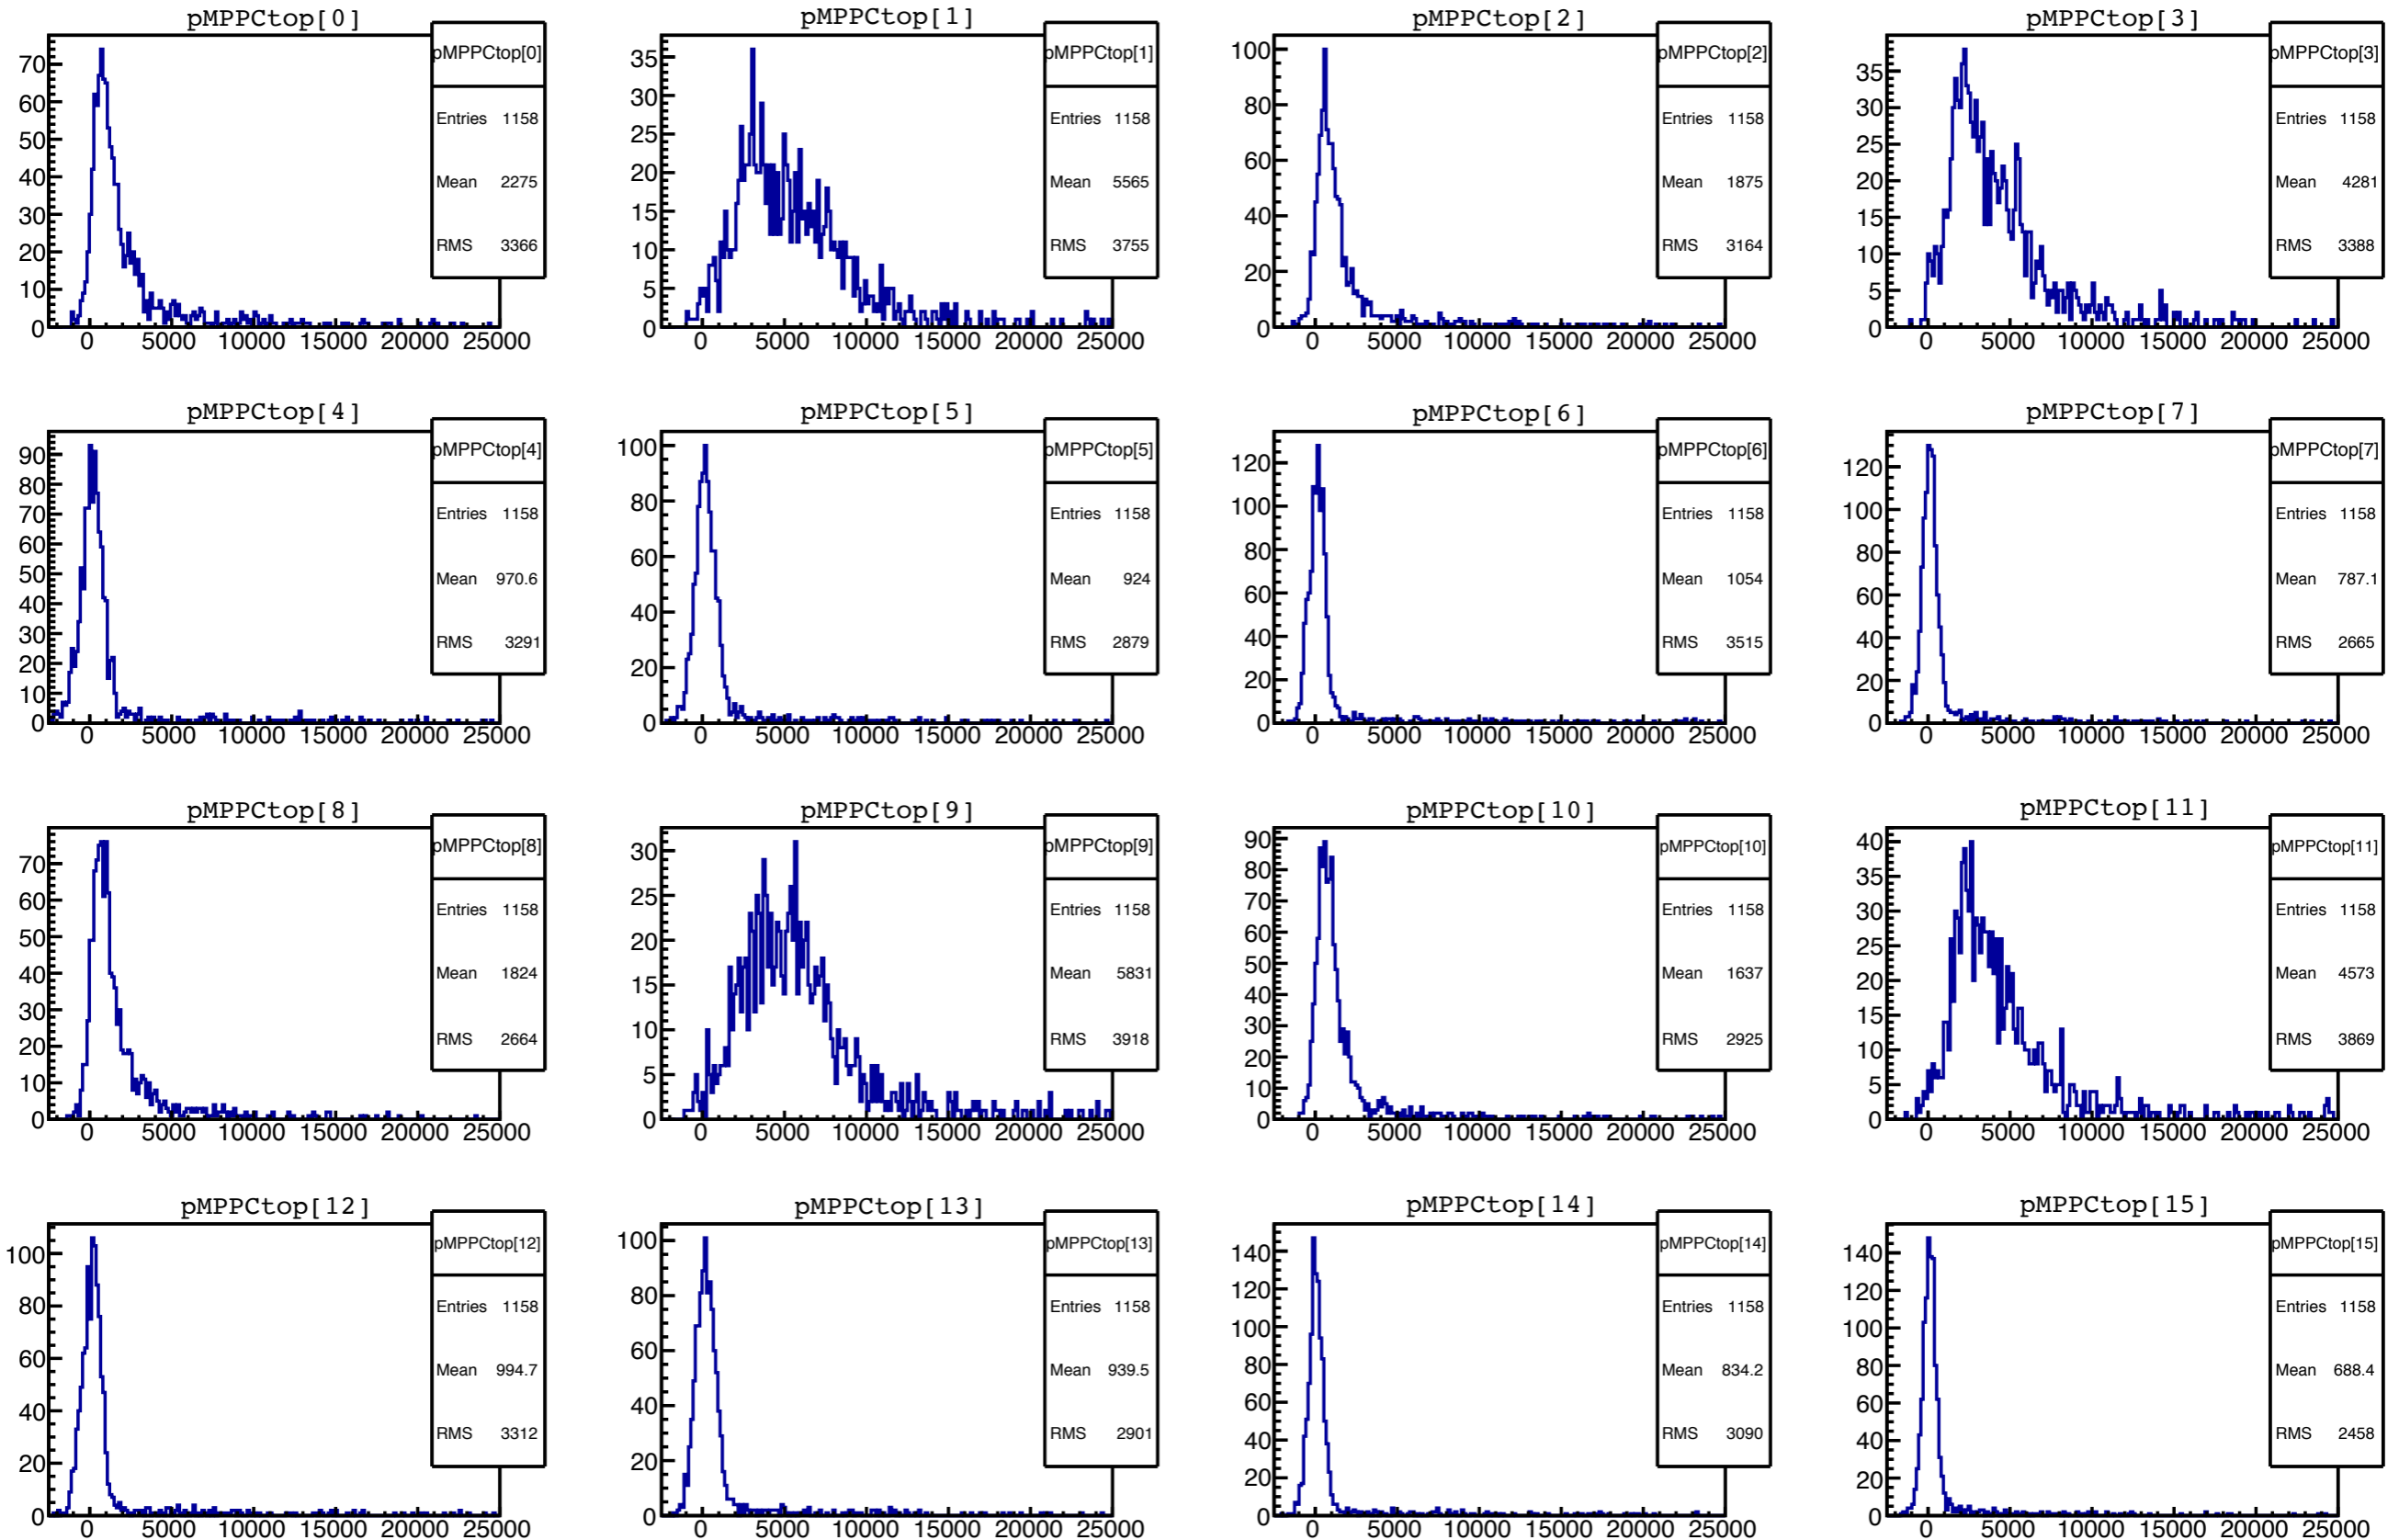 pMPPCtop[0]
pMPPCtop[0]
Entries 1158
Mean 2275
RMS 3366
70
60
50
40
30
20
10
0
0 5000 10000 15000 20000 25000
pMPPCtop[1]
pMPPCtop[1]
Entries 1158
Mean 5565
RMS 3755
35
30
25
20
15
10
5
0
0 5000 10000 15000 20000 25000
pMPPCtop[2]
pMPPCtop[2]
Entries 1158
Mean 1875
RMS 3164
100
80
60
40
20
0
0 5000 10000 15000 20000 25000
pMPPCtop[3]
pMPPCtop[3]
Entries 1158
Mean 4281
RMS 3388
35
30
25
20
15
10
5
0
0 5000 10000 15000 20000 25000
pMPPCtop[4]
pMPPCtop[4]
Entries 1158
Mean 970.6
RMS 3291
90
80
70
60
50
40
30
20
10
0
0 5000 10000 15000 20000 25000
pMPPCtop[5]
pMPPCtop[5]
Entries 1158
Mean 924
RMS 2879
100
80
60
40
20
0
0 5000 10000 15000 20000 25000
pMPPCtop[6]
pMPPCtop[6]
Entries 1158
Mean 1054
RMS 3515
120
100
80
60
40
20
0
0 5000 10000 15000 20000 25000
pMPPCtop[7]
pMPPCtop[7]
Entries 1158
Mean 787.1
RMS 2665
120
100
80
60
40
20
0
0 5000 10000 15000 20000 25000
pMPPCtop[8]
pMPPCtop[8]
Entries 1158
Mean 1824
RMS 2664
70
60
50
40
30
20
10
0
0 5000 10000 15000 20000 25000
pMPPCtop[9]
pMPPCtop[9]
Entries 1158
Mean 5831
RMS 3918
30
25
20
15
10
5
0
0 5000 10000 15000 20000 25000
pMPPCtop[10]
pMPPCtop[10]
Entries 1158
Mean 1637
RMS 2925
90
80
70
60
50
40
30
20
10
0
0 5000 10000 15000 20000 25000
pMPPCtop[11]
pMPPCtop[11]
Entries 1158
Mean 4573
RMS 3869
40
35
30
25
20
15
10
5
0
0 5000 10000 15000 20000 25000
pMPPCtop[12]
pMPPCtop[12]
Entries 1158
Mean 994.7
RMS 3312
100
80
60
40
20
0
0 5000 10000 15000 20000 25000
pMPPCtop[13]
pMPPCtop[13]
Entries 1158
Mean 939.5
RMS 2901
100
80
60
40
20
0
0 5000 10000 15000 20000 25000
pMPPCtop[14]
pMPPCtop[14]
Entries 1158
Mean 834.2
RMS 3090
140
120
100
80
60
40
20
0
0 5000 10000 15000 20000 25000
pMPPCtop[15]
pMPPCtop[15]
Entries 1158
Mean 688.4
RMS 2458
140
120
100
80
60
40
20
0
0 5000 10000 15000 20000 25000